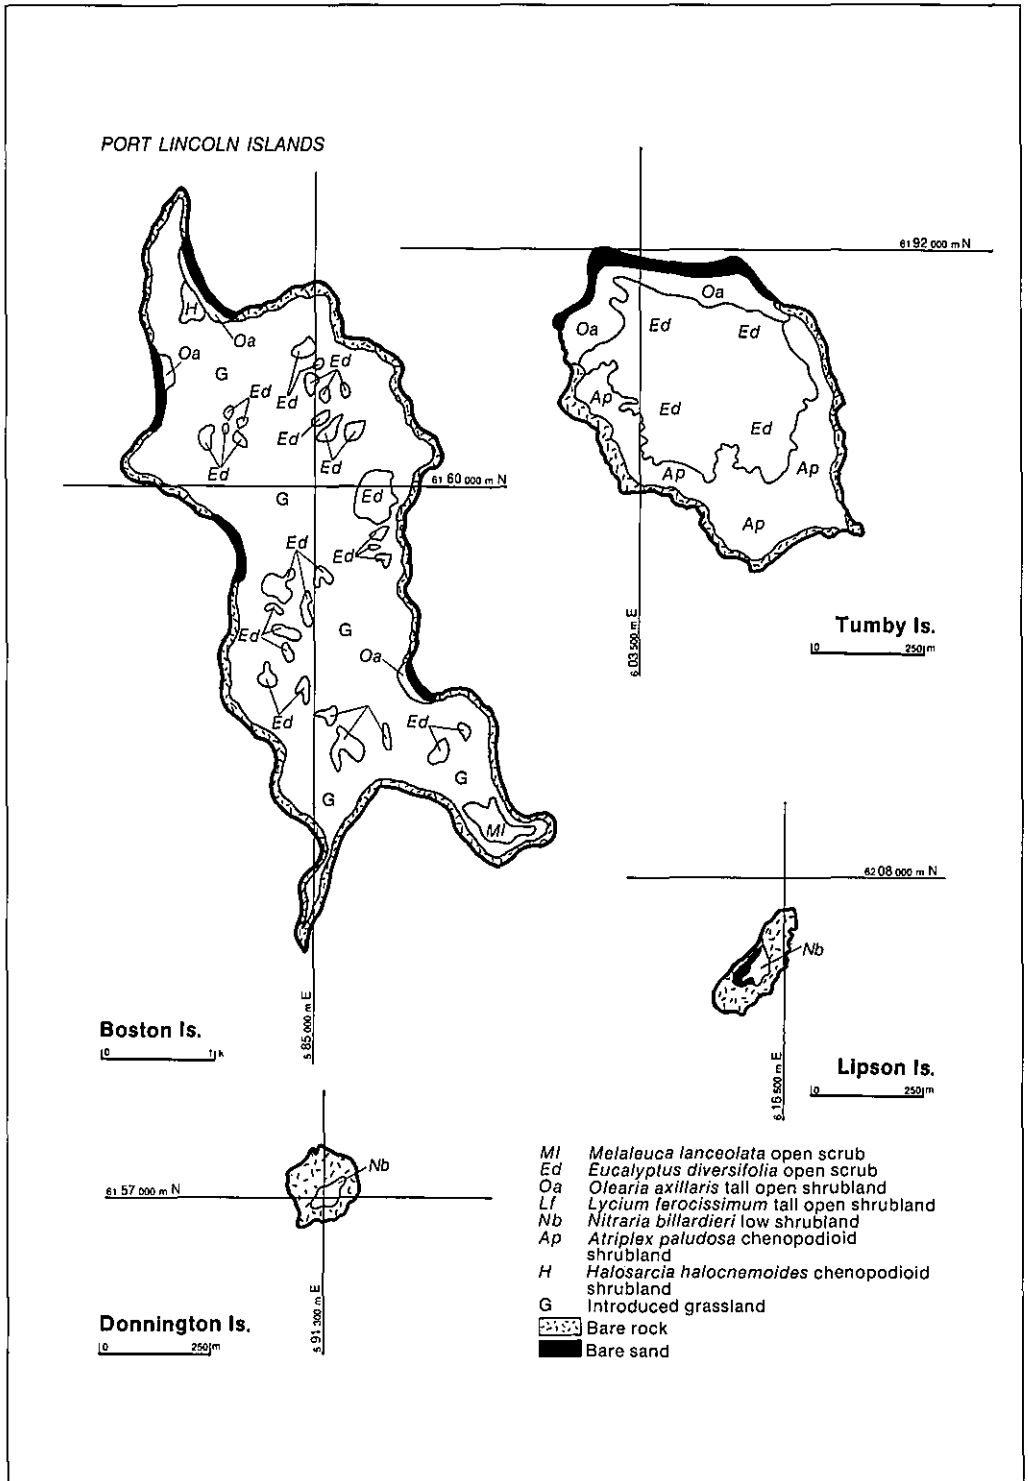 PORT LINCOLN ISLANDS
61 92 000 m N
Oa
Oa
Ed
Ed
Ap
Ed
Ed
Ap
Ap
Ap
6 03 500 m E
Tumby Is.
0 250 m
H
Oa
Oa
G
Ed
Ed
Ed
Ed
Ed
Ed
61 60 000 m N
G
Ed
Ed
Ed
G
Ed
Oa
Ed
Ed
G
G
Ml
5 85 000 m E
Boston Is.
0 1 k
62 08 000 m N
Nb
6 16 500 m E
Lipson Is.
0 250 m
Nb
61 57 000 m N
5 91 300 m E
Donnington Is.
0 250 m
Ml Melaleuca lanceolata open scrub
Ed Eucalyptus diversifolia open scrub
Oa Olearia axillaris tall open shrubland
Lf Lycium ferocissimum tall open shrubland
Nb Nitraria billardieri low shrubland
Ap Atriplex paludosa chenopodioid
shrubland
H Halosarcia halocnemoides chenopodioid
shrubland
G Introduced grassland
Bare rock
Bare sand